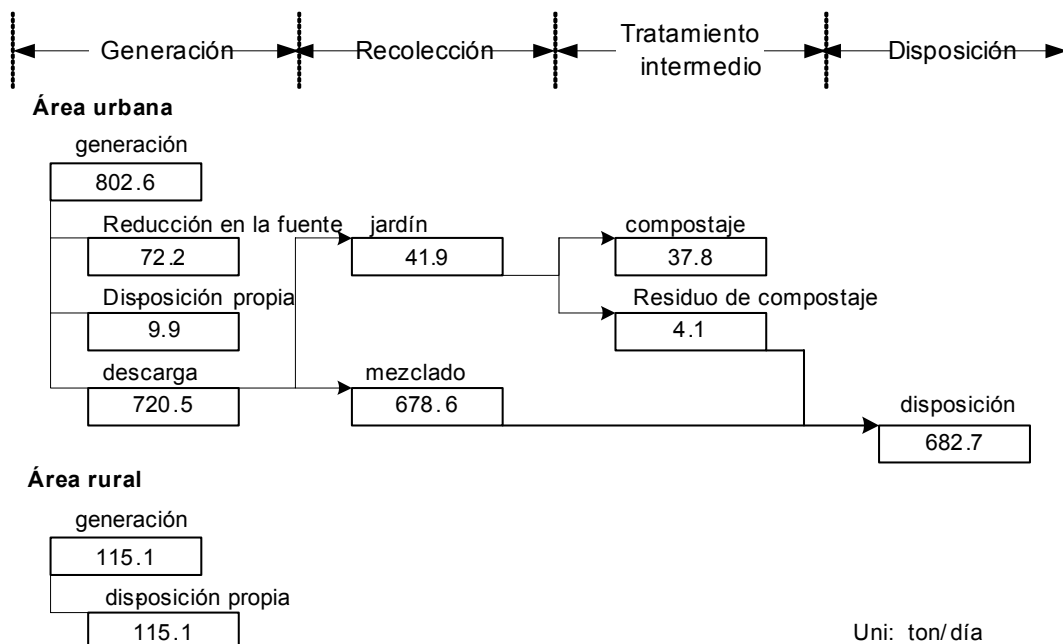 Generación Recolección Tratamiento intermedio Disposición
Área urbana
generación
802.6
Reducción en la fuente jardín compostaje
72.2 41.9 37.8
Disposición propia Residuo de compostaje
9.9 4.1
descarga mezclado
720.5 678.6
disposición
682.7
Área rural
generación
115.1
disposición propia
115.1
Uni: ton/día